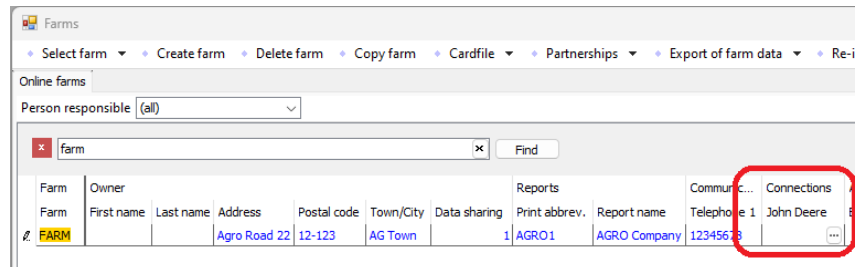 Farms
Select farm Create farm Delete farm Copy farm Cardfile Partnerships Export of farm data Re-i
Online farms
Person responsible (all)
x farm × Find
Farm Owner Reports Communic... Connections
Farm First name Last name Address Postal code Town/City Data sharing Print abbrev. Report name Telephone 1 John Deere
FARM Agro Road 22 12-123 AG Town 1 AGRO1 AGRO Company 12345678 ...